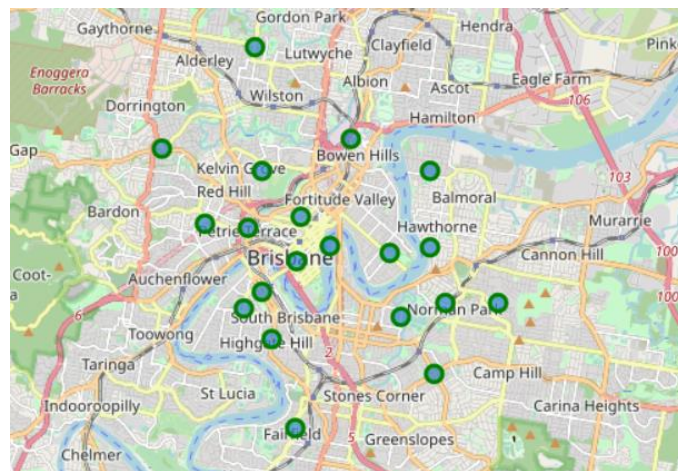 Gordon Park
Hendra
Gaythorne
Clayfield
Pink
Lutwyche
Alderley
Enoggera
Barracks
Albion
Ascot
Eagle Farm
Wilston
106
Dorrington
Hamilton
Gap
Bowen Hills
Kelvin Grove
103
Red Hill
Balmoral
Fortitude Valley
Bardon
Murarrie
Petrie Terrace
Hawthorne
Brisbane
Cannon Hill
100
Coot-
a
Auchenflower
100
6
South Brisbane
Norman Park
Toowong
Highgate Hill
2
Taringa
Camp Hill
St Lucia
Stones Corner
Indooroopilly
Carina Heights
Fairfield
5
Greenslopes
Chelmer